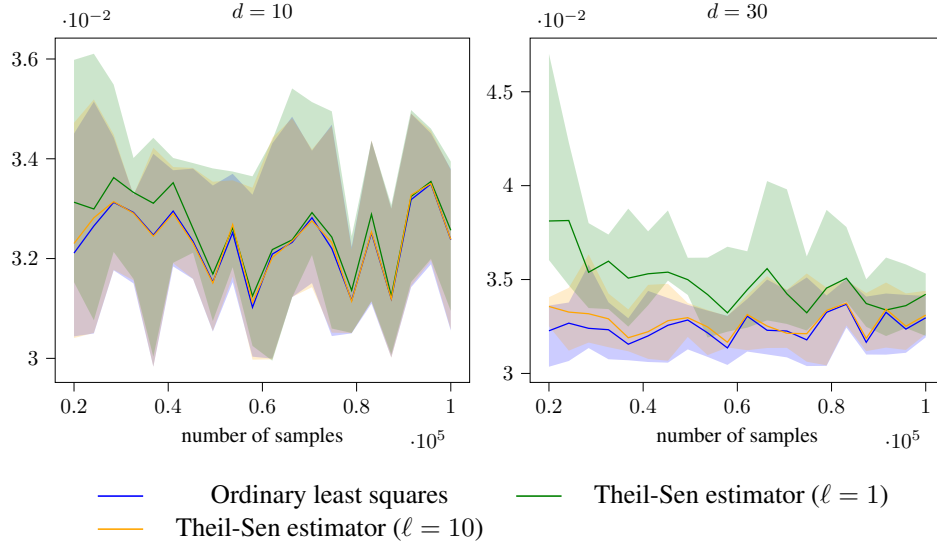 ·10⁻² d = 10
3.6
3.4
3.2
3
0.2 0.4 0.6 0.8 1
number of samples ·10⁵
·10⁻² d = 30
4.5
4
3.5
3
0.2 0.4 0.6 0.8 1
number of samples ·10⁵
Ordinary least squares
Theil-Sen estimator (ℓ = 1)
Theil-Sen estimator (ℓ = 10)